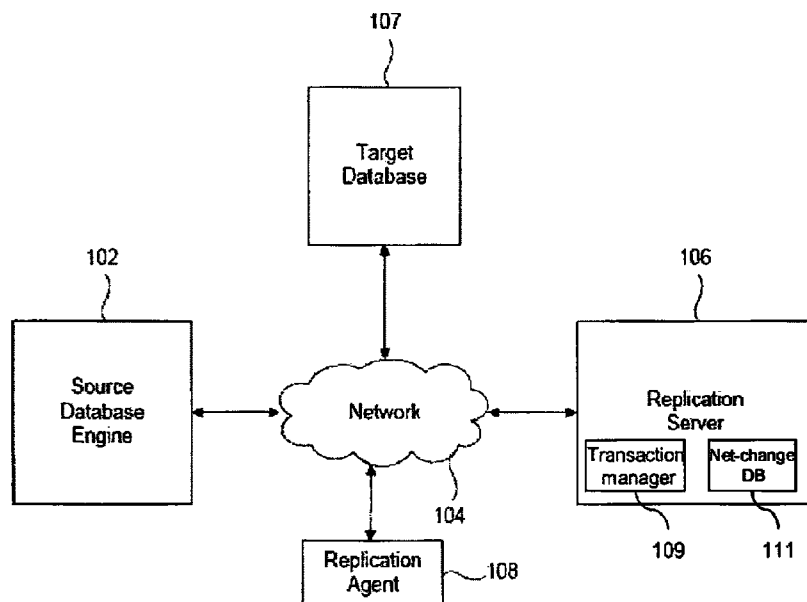 107
Target
Database
102
106
Source
Database
Engine
Network
Replication
Server
Transaction
manager
Net-change
DB
104
109
111
Replication
Agent
108